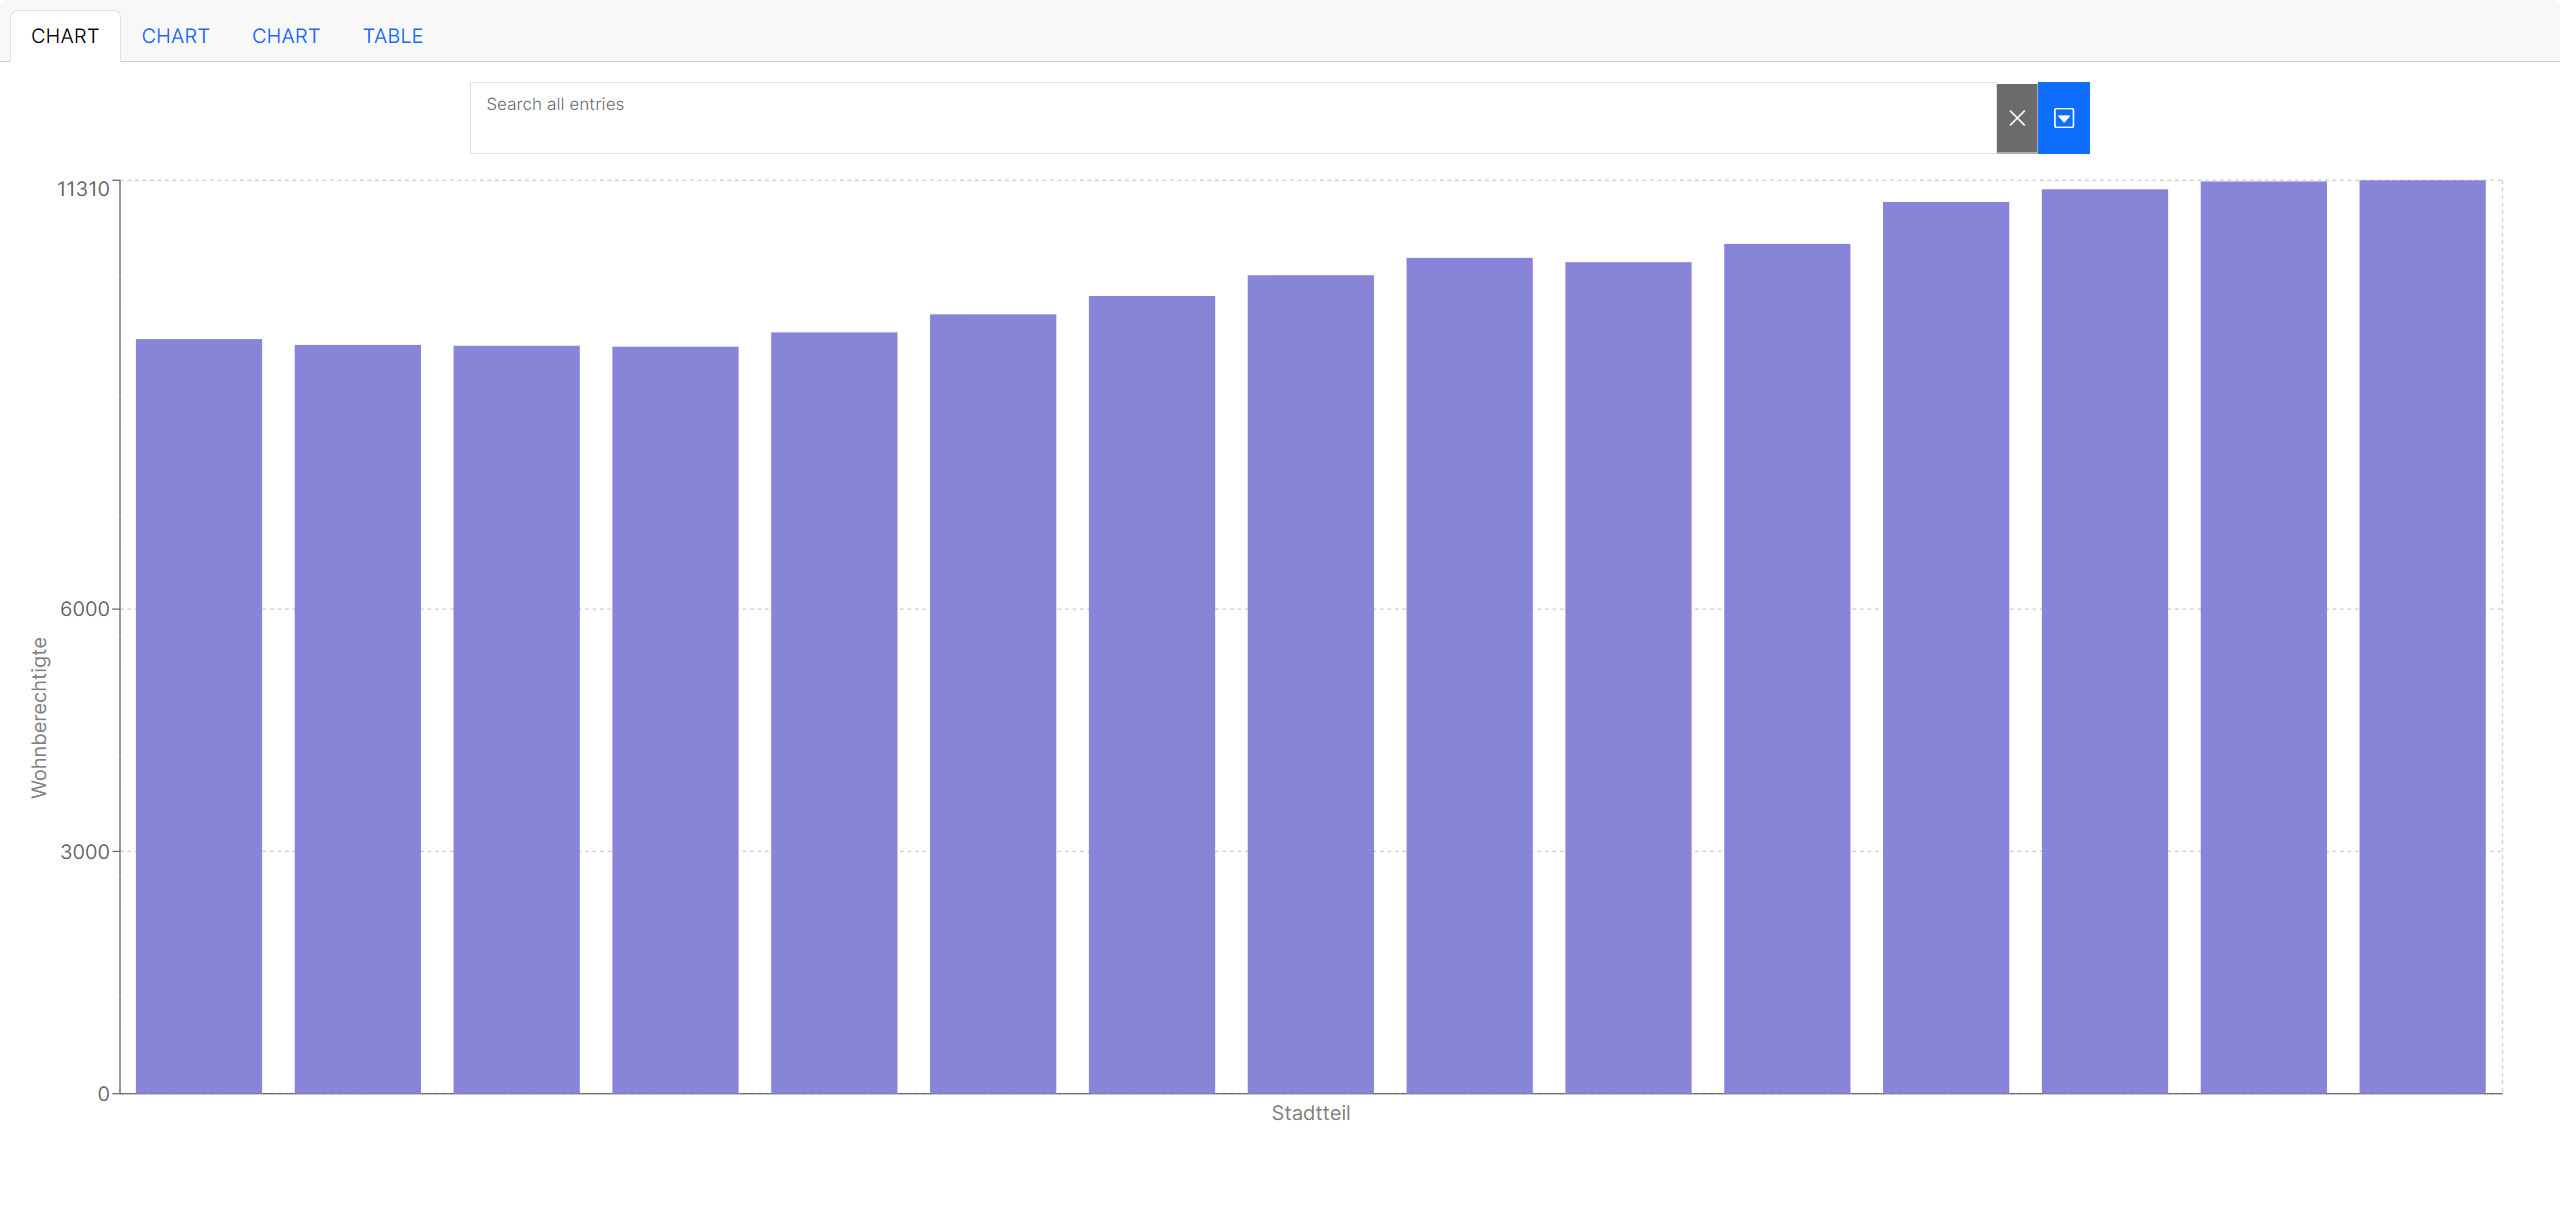 CHART CHART CHART TABLE
Search all entries
11310
6000
3000
0
Wohnberechtigte
Stadtteil